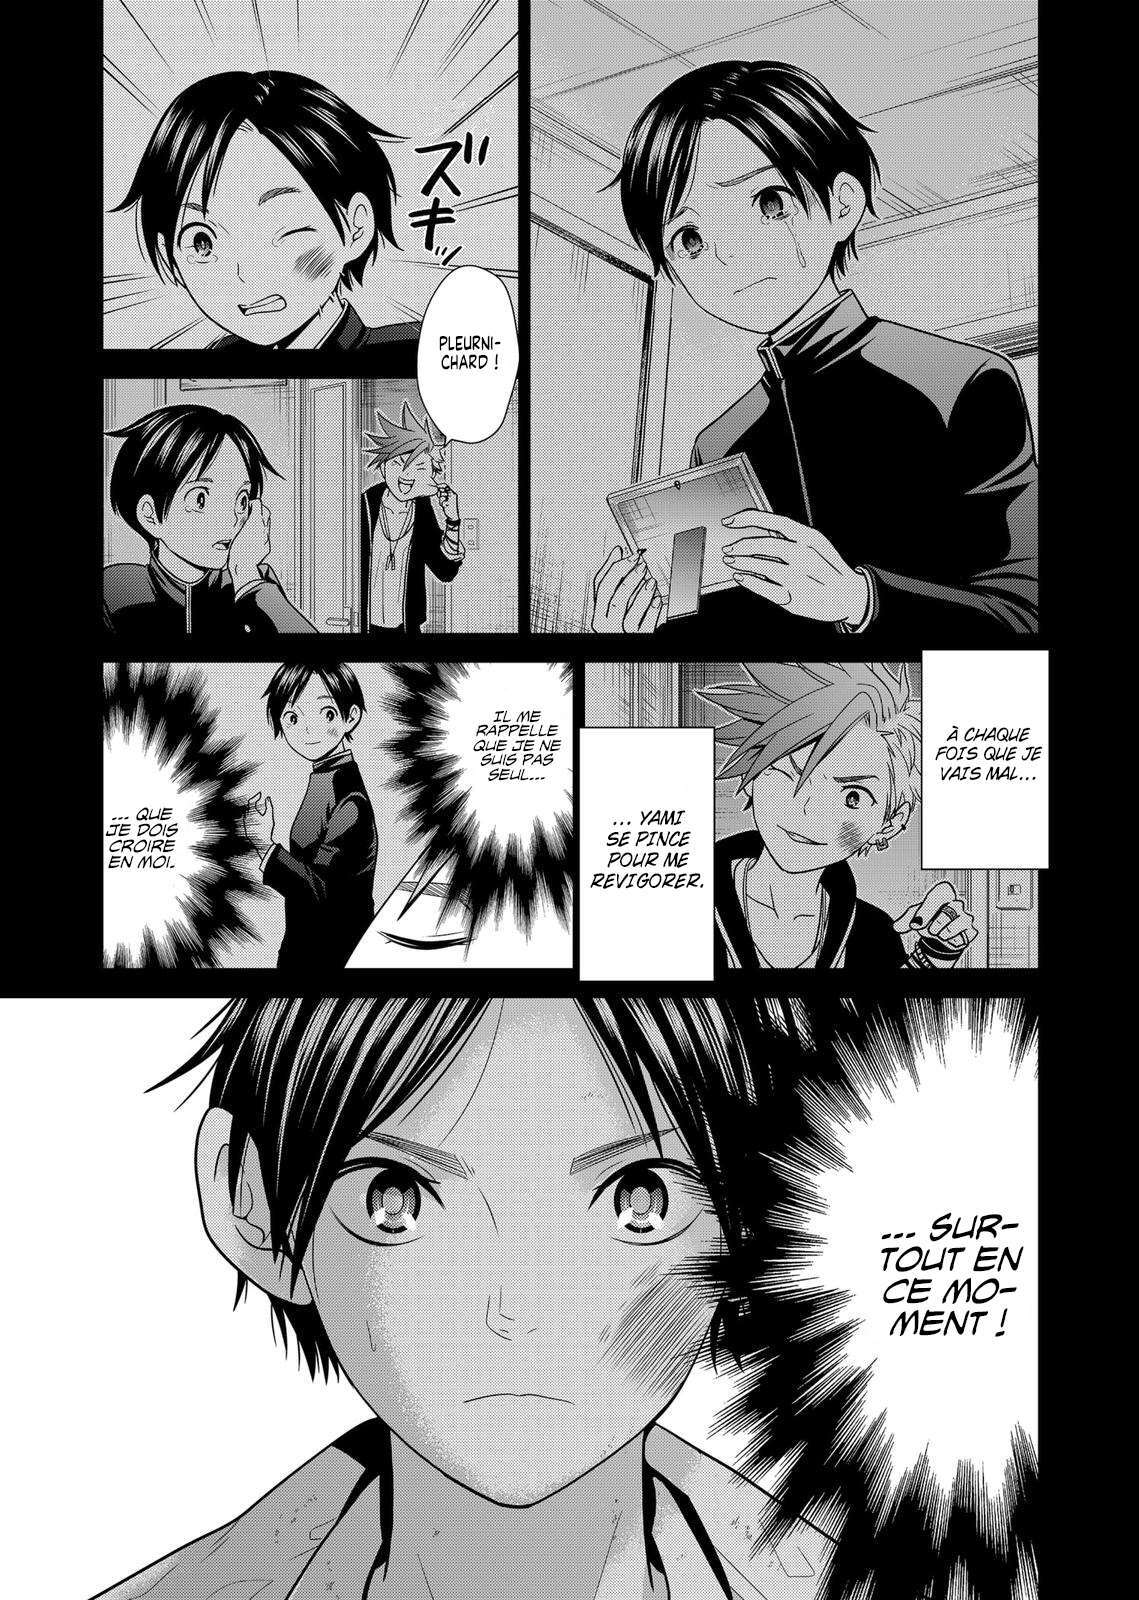 ズキッ
PLEURNI-
CHARD !
À CHAQUE
FOIS QUE JE
VAIS MAL...
... YAMI
SE PINCE
POUR ME
REVIGORER.
IL ME
RAPPELLE
QUE JE NE
SUIS PAS
SEUL...
... QUE
JE DOIS
CROIRE
EN MOI.
... SUR-
TOUT EN
CE MO-
MENT !